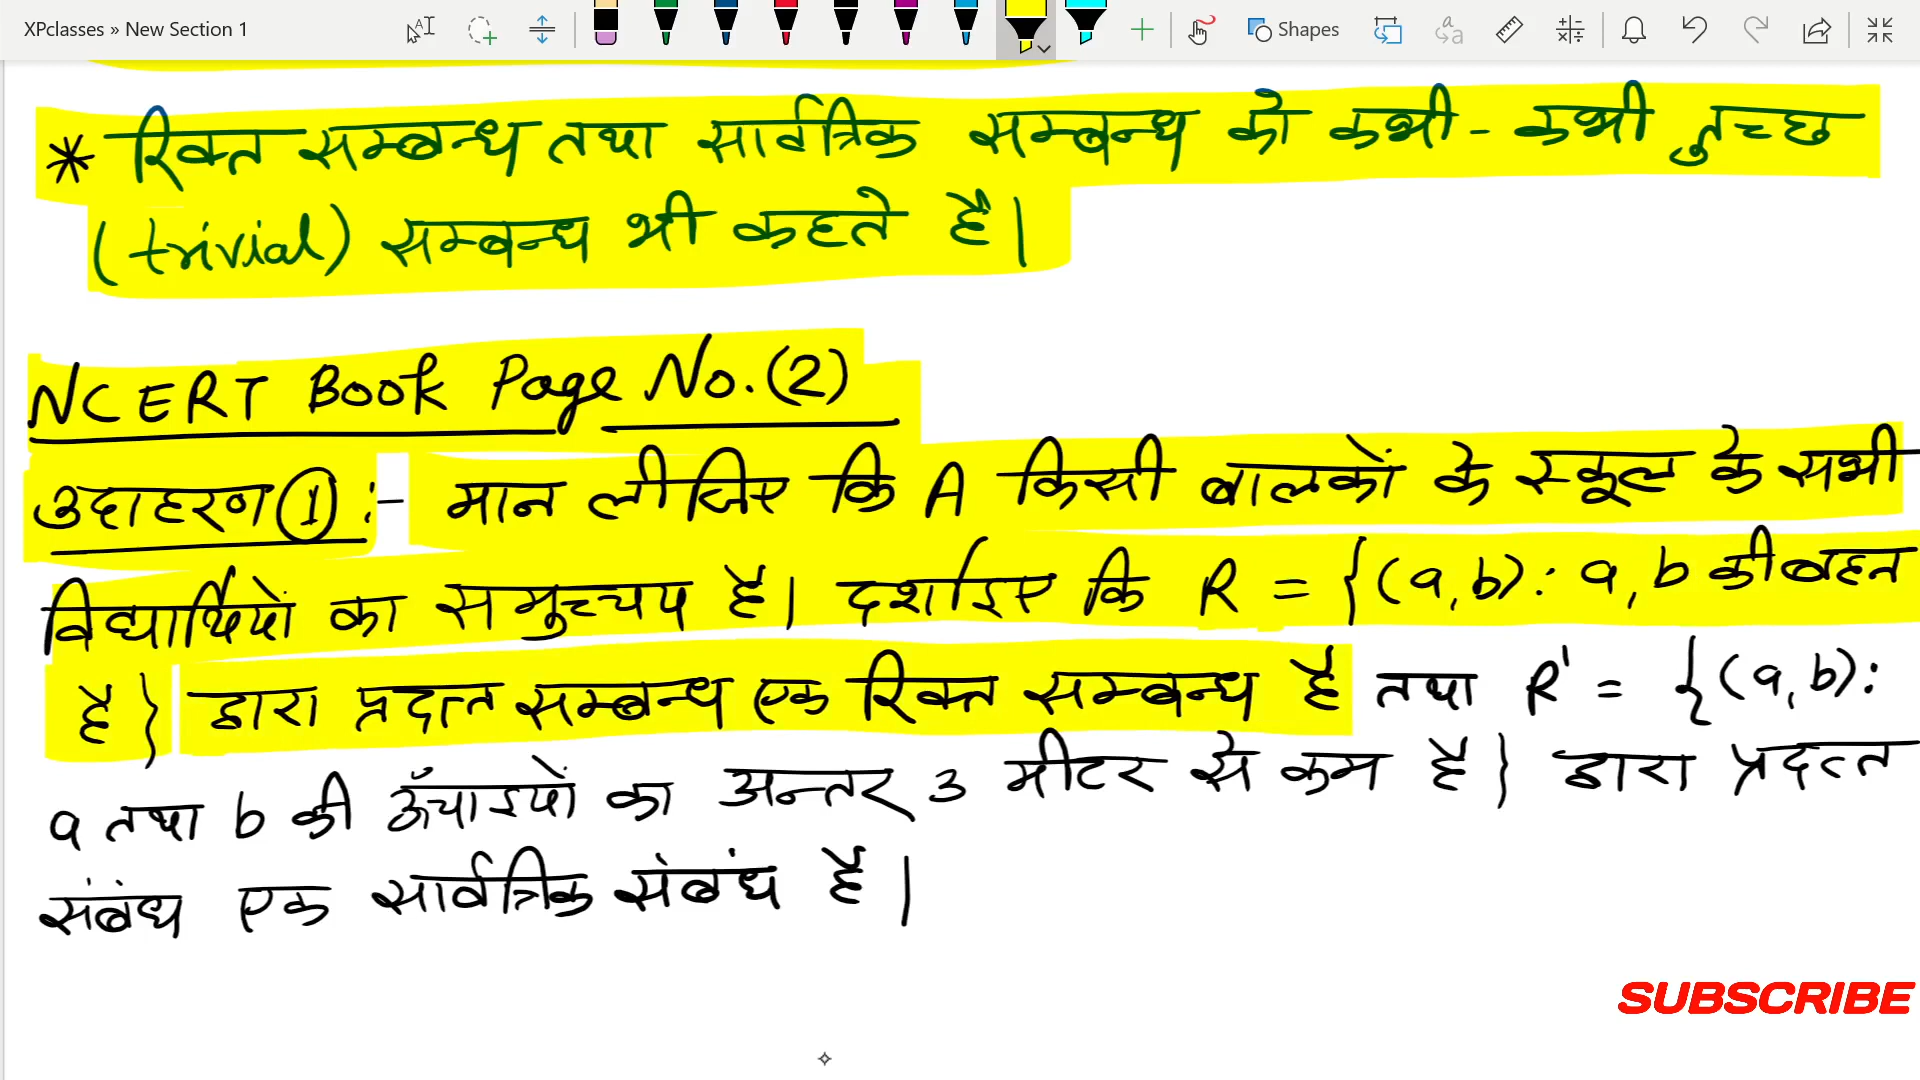 XPclasses » New Section 1
Shapes
* रिक्त सम्बन्ध तथा सार्वत्रिक सम्बन्ध को कभी - कभी तुच्छ
(trivial) सम्बन्ध भी कहते है।
NCERT Book Page No.(2)
उदाहरण ① :- मान लीजिए कि A किसी बालकों के स्कूल के सभी
विद्यार्थियों का समुच्चय है। दर्शाइए कि R = {(a,b): a,b की बहन
है} द्वारा प्रदत्त सम्बन्ध एक रिक्त सम्बन्ध है तथा R' = {(a,b):
a तथा b की ऊँचाइयों का अन्तर 3 मीटर से कम है} द्वारा प्रदत्त
संबंध एक सार्वत्रिक संबंध है।
SUBSCRIBE